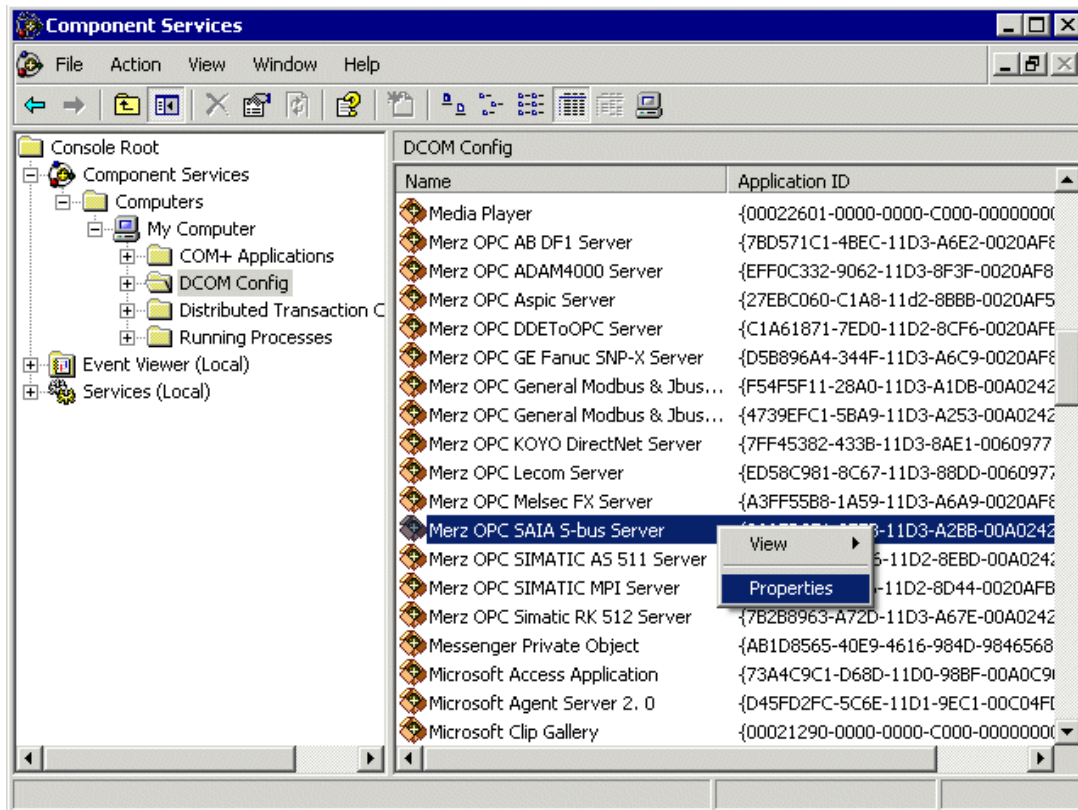 Component Services
File Action View Window Help
Console Root
Component Services
Computers
My Computer
COM+ Applications
DCOM Config
Distributed Transaction C
Running Processes
Event Viewer (Local)
Services (Local)
DCOM Config
Name Application ID
Media Player {00022601-0000-0000-C000-00000000
Merz OPC AB DF1 Server {7BD571C1-4BEC-11D3-A6E2-0020AF8
Merz OPC ADAM4000 Server {EFF0C332-9062-11D3-8F3F-0020AF8
Merz OPC Aspic Server {27EBC060-C1A8-11d2-8BBB-0020AF5
Merz OPC DDEToOPC Server {C1A61871-7ED0-11D2-8CF6-0020AFE
Merz OPC GE Fanuc SNP-X Server {D5B896A4-344F-11D3-A6C9-0020AF8
Merz OPC General Modbus & Jbus... {F54F5F11-28A0-11D3-A1DB-00A0242
Merz OPC General Modbus & Jbus... {4739EFC1-5BA9-11D3-A253-00A0242
Merz OPC KOYO DirectNet Server {7FF45382-433B-11D3-8AE1-0060977
Merz OPC Lecom Server {ED58C981-8C67-11D3-88DD-0060977
Merz OPC Melsec FX Server {A3FF55B8-1A59-11D3-A6A9-0020AF8
Merz OPC SAIA S-bus Server -11D3-A2BB-00A0242
View
Merz OPC SIMATIC AS 511 Server -11D2-8EBD-00A0242
Merz OPC SIMATIC MPI Server -11D2-8D44-0020AFB
Properties
Merz OPC Simatic RK 512 Server {7B2B8963-A72D-11D3-A67E-00A0242
Messenger Private Object {AB1D8565-40E9-4616-984D-9846568
Microsoft Access Application {73A4C9C1-D68D-11D0-98BF-00A0C9
Microsoft Agent Server 2. 0 {D45FD2FC-5C6E-11D1-9EC1-00C04F
Microsoft Clip Gallery {00021290-0000-0000-C000-00000000